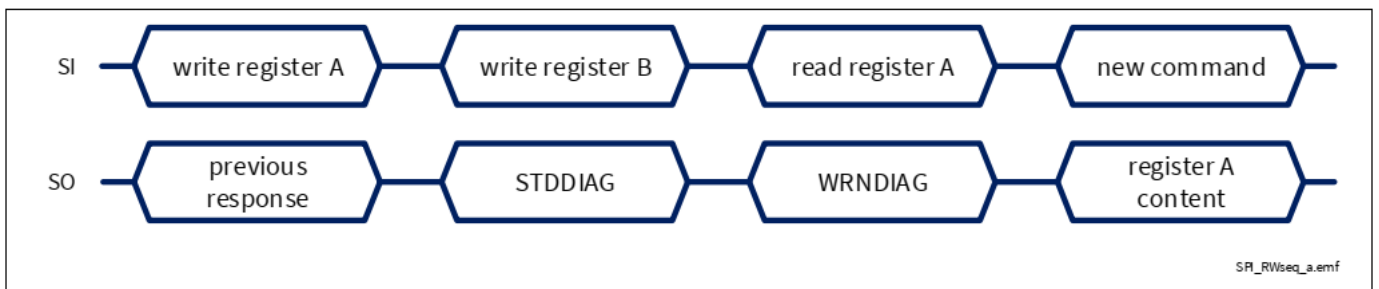 SI write register A write register B read register A new command
previous
response
SO STDDIAG WRNDIAG
register A
content
SPI_RWseq_a.emf